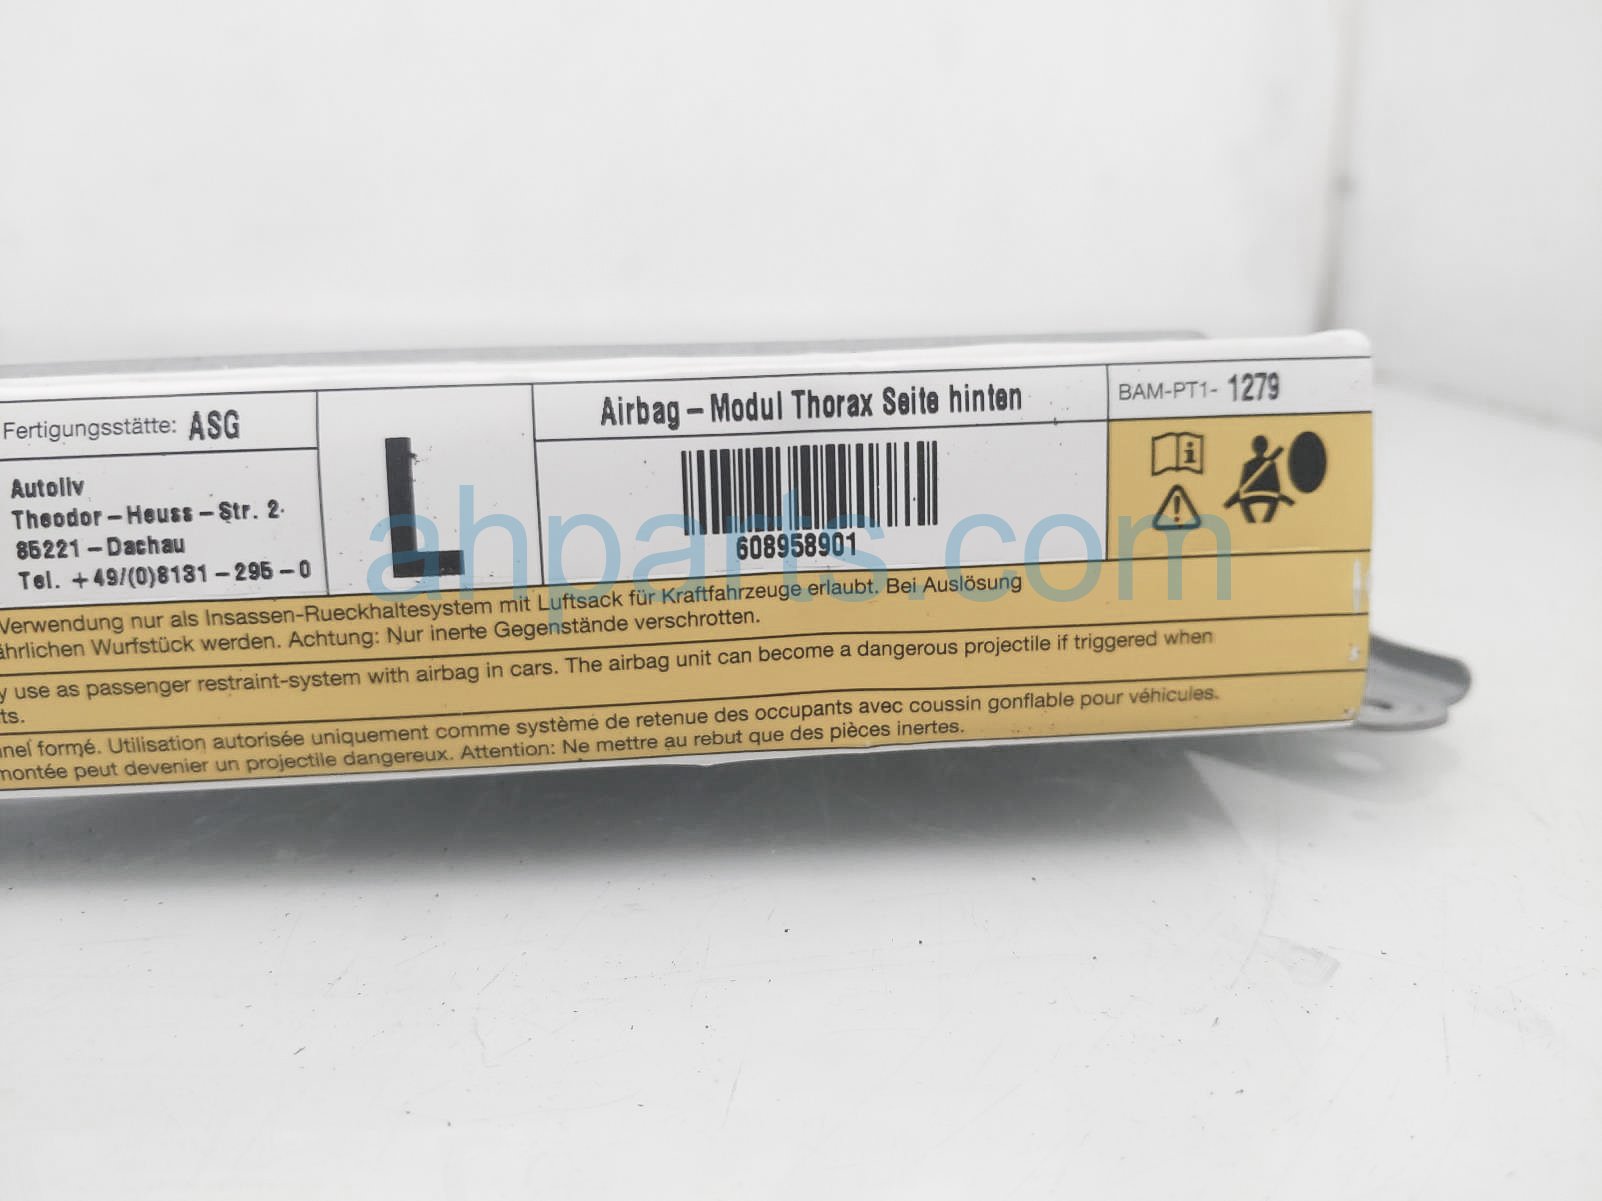 Fertigungsstätte: ASG
Autoliv
Theodor-Heuss-Str. 2
85221-Dachau
Tel. +49/(0)8131-295-0
L
Airbag-Modul Thorax Seite hinten
608958901
BAM-PT1- 1279
Verwendung nur als Insassen-Rueckhaltesystem mit Luftsack für Kraftfahrzeuge erlaubt. Bei Auslösung
ährlichen Wurfstück werden. Achtung: Nur inerte Gegenstände verschrotten.
y use as passenger restraint-system with airbag in cars. The airbag unit can become a dangerous projectile if triggered when
ts.
nnel formé. Utilisation autorisée uniquement comme système de retenue des occupants avec coussin gonflable pour véhicules.
montée peut devenier un projectile dangereux. Attention: Ne mettre au rebut que des pièces inertes.
ahparts.com